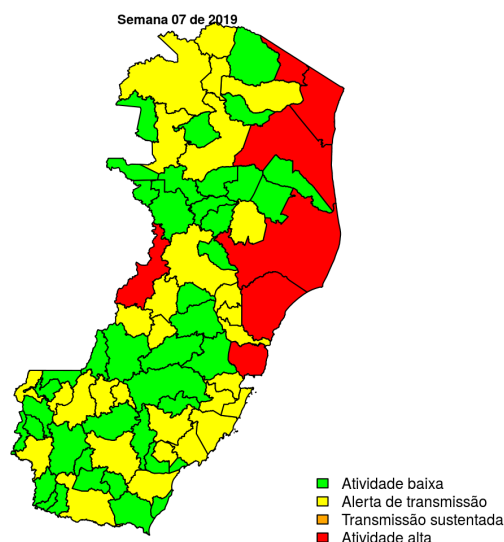 Semana 07 de 2019
Atividade baixa
Alerta de transmissão
Transmissão sustentada
Atividade alta